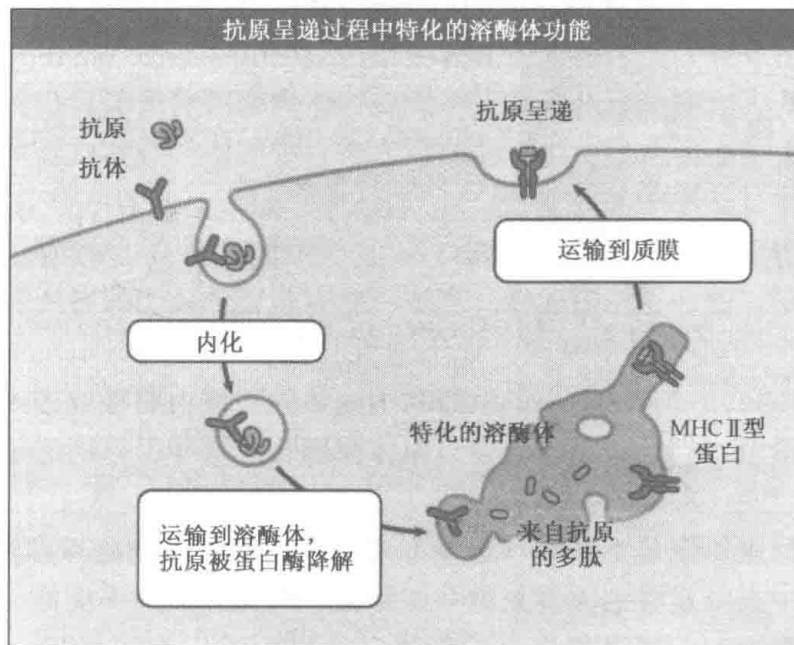 抗原呈递过程中特化的溶酶体功能
抗原
抗体
抗原呈递
运输到质膜
内化
特化的溶酶体
MHCⅡ型
蛋白
运输到溶酶体，
抗原被蛋白酶降解
来自抗原
的多肽